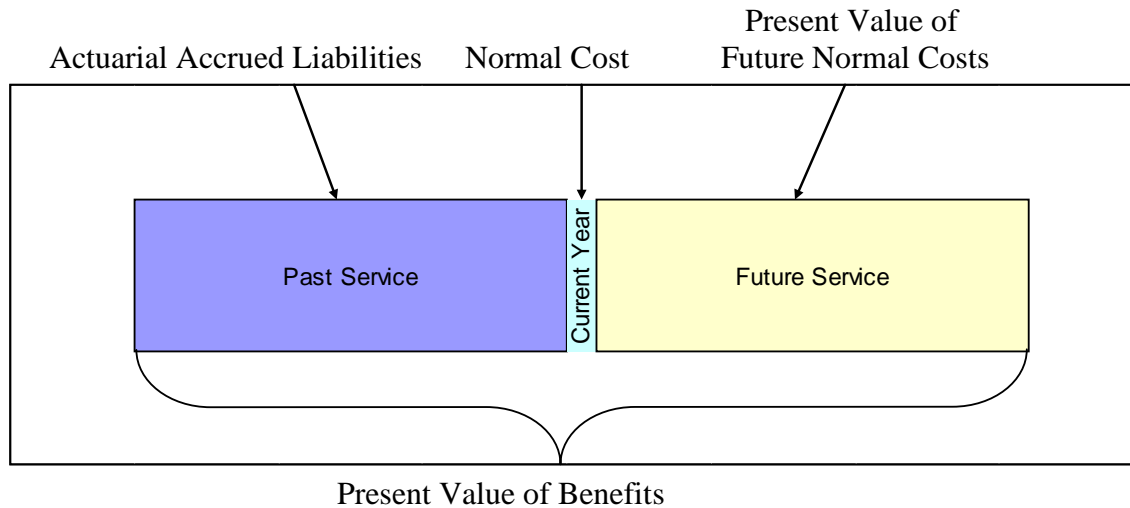 Actuarial Accrued Liabilities
Normal Cost
Present Value of
Future Normal Costs
Past Service
Current Year
Future Service
Present Value of Benefits